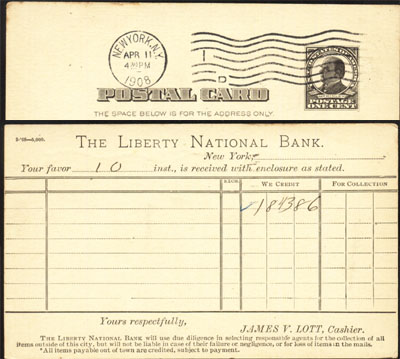 NEW YORK, N.Y.
APR 11
4-PM
1908
D
POSTAL CARD
THE SPACE BELOW IS FOR THE ADDRESS ONLY.
POSTAGE
ONE CENT
THE LIBERTY NATIONAL BANK.
New York,
Your favor 10 inst., is received with enclosure as stated.
WE CREDIT FOR COLLECTION
184386
Yours respectfully,
JAMES V. LOTT, Cashier.
THE LIBERTY NATIONAL BANK will use due diligence in selecting responsible agents for the collection of all
items outside of this city, but will not be liable in case of their failure or negligence, or for loss of items in the mails.
*All items payable out of town are credited, subject to payment.